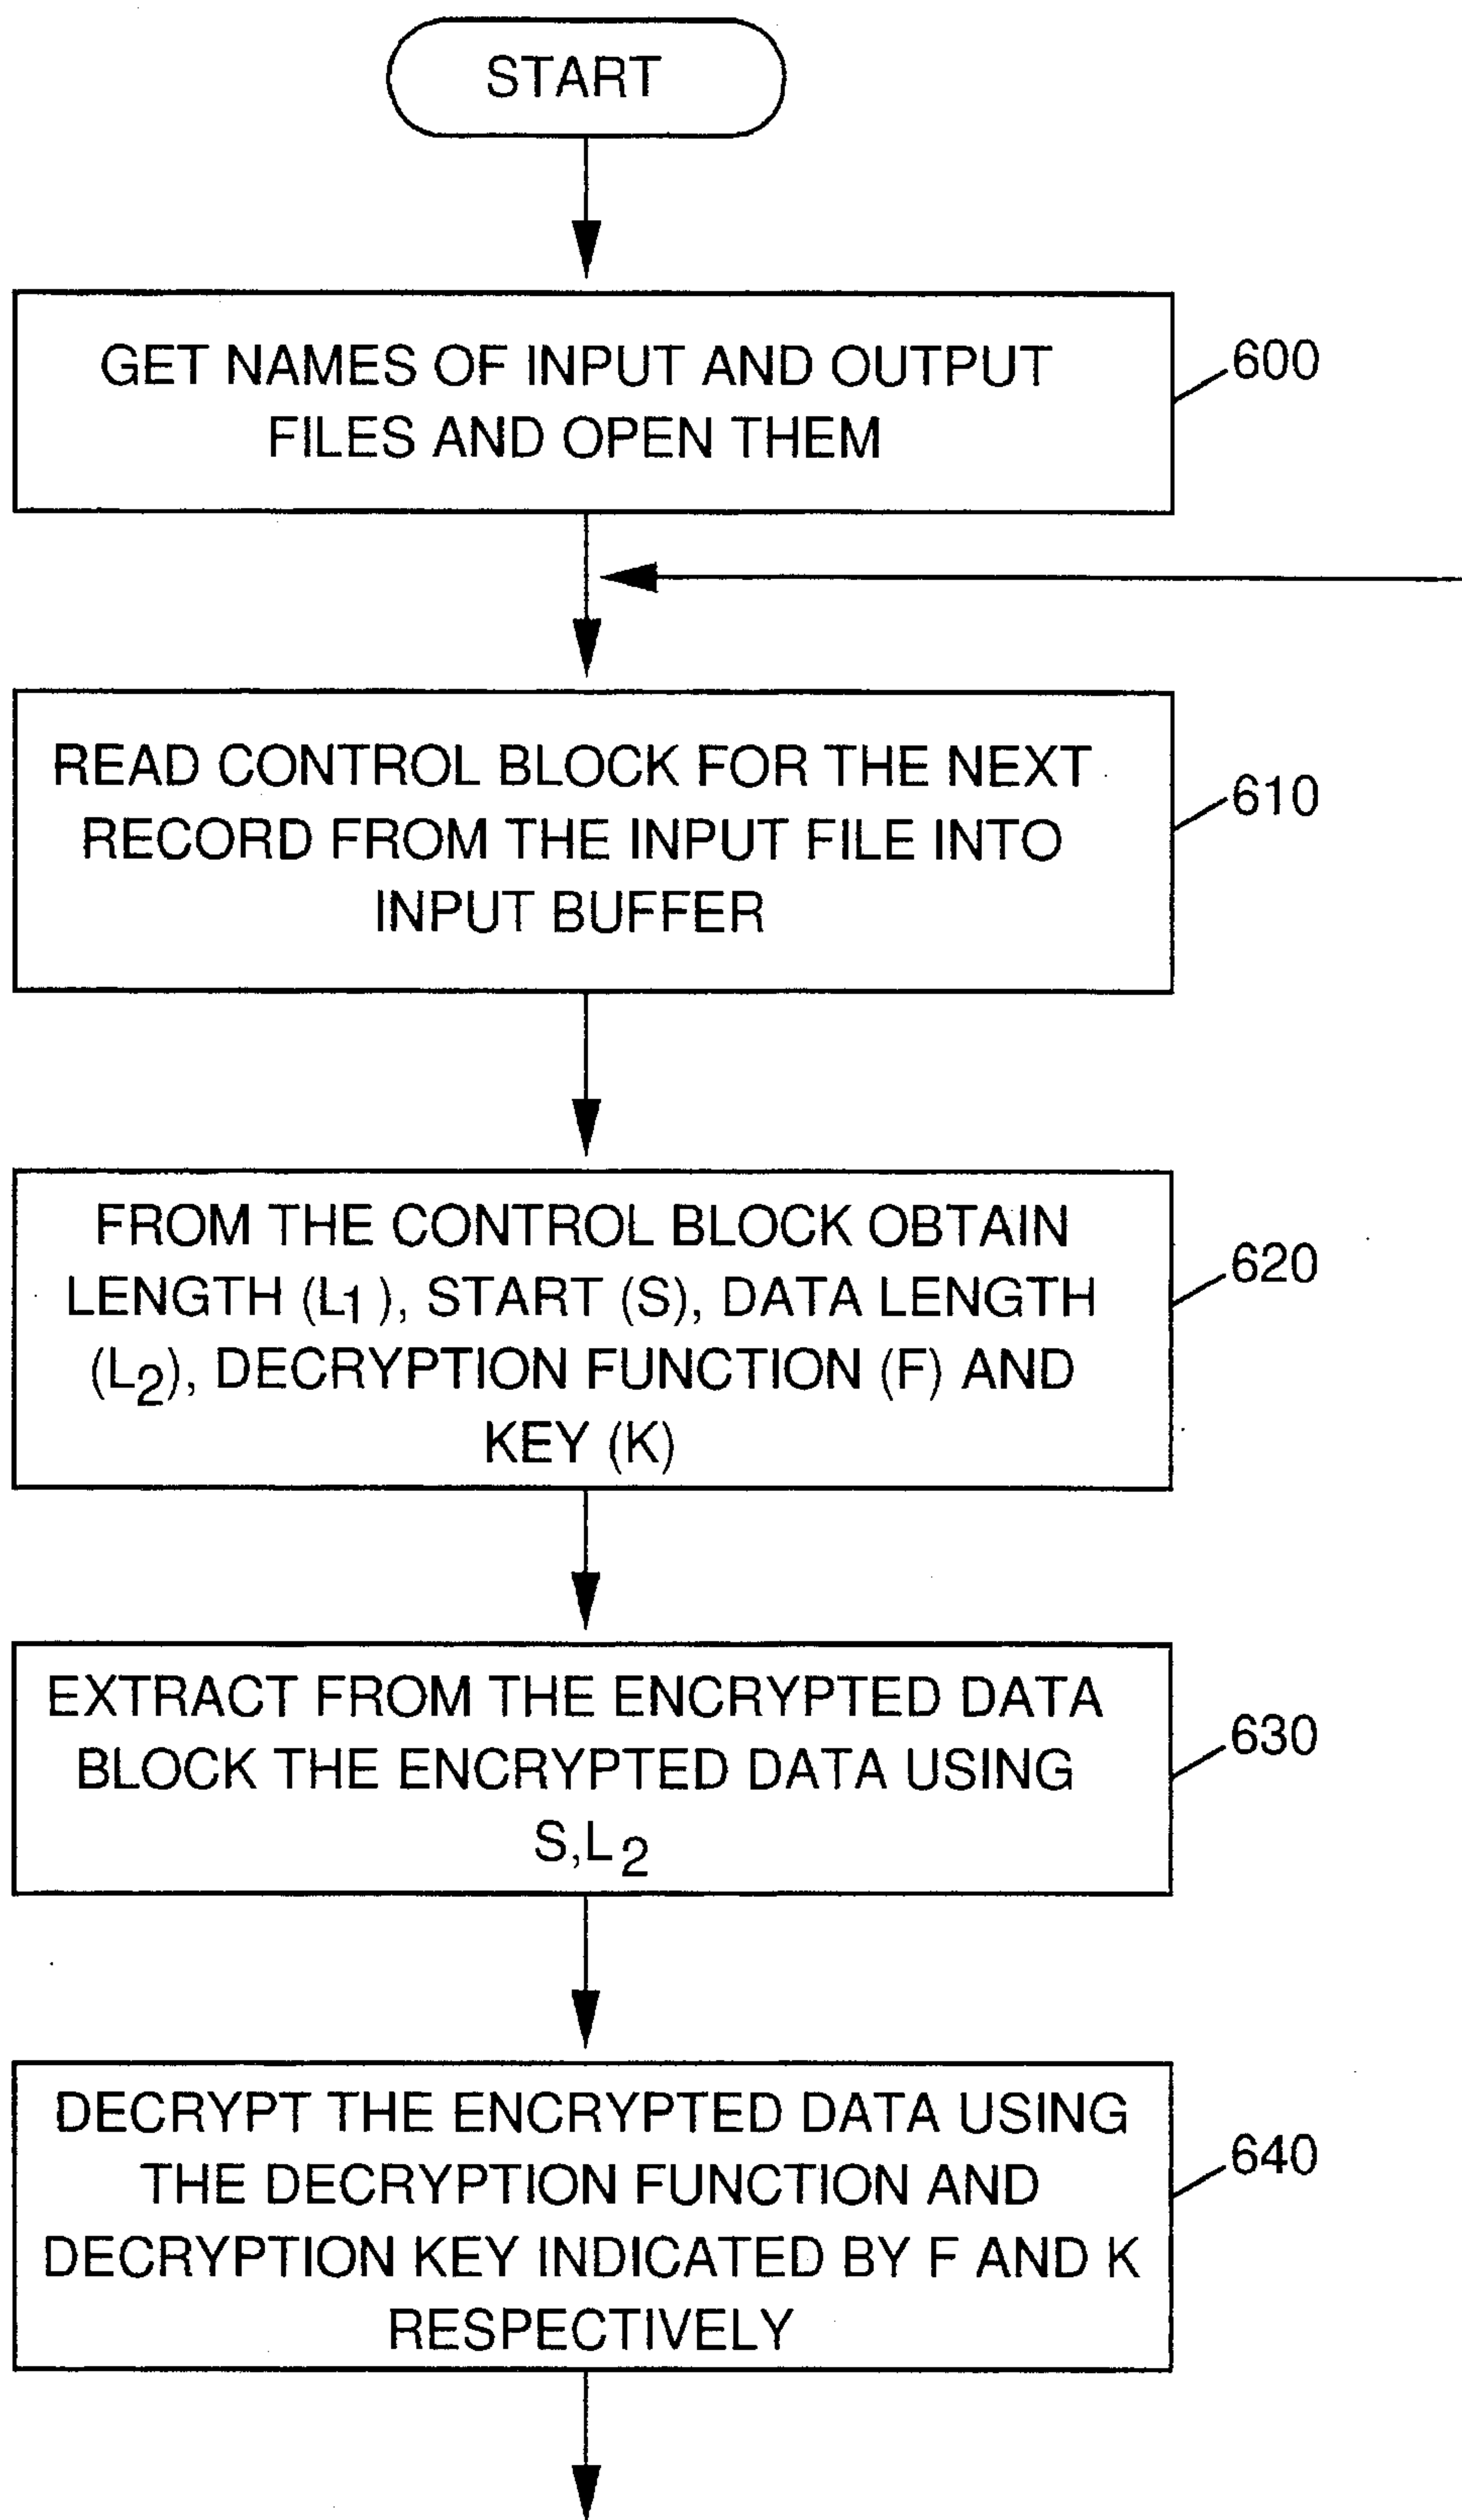 START
GET NAMES OF INPUT AND OUTPUT
FILES AND OPEN THEM
600
READ CONTROL BLOCK FOR THE NEXT
RECORD FROM THE INPUT FILE INTO
INPUT BUFFER
610
FROM THE CONTROL BLOCK OBTAIN
LENGTH (L1), START (S), DATA LENGTH
(L2), DECRYPTION FUNCTION (F) AND
KEY (K)
620
EXTRACT FROM THE ENCRYPTED DATA
BLOCK THE ENCRYPTED DATA USING
S,L2
630
DECRYPT THE ENCRYPTED DATA USING
THE DECRYPTION FUNCTION AND
DECRYPTION KEY INDICATED BY F AND K
RESPECTIVELY
640